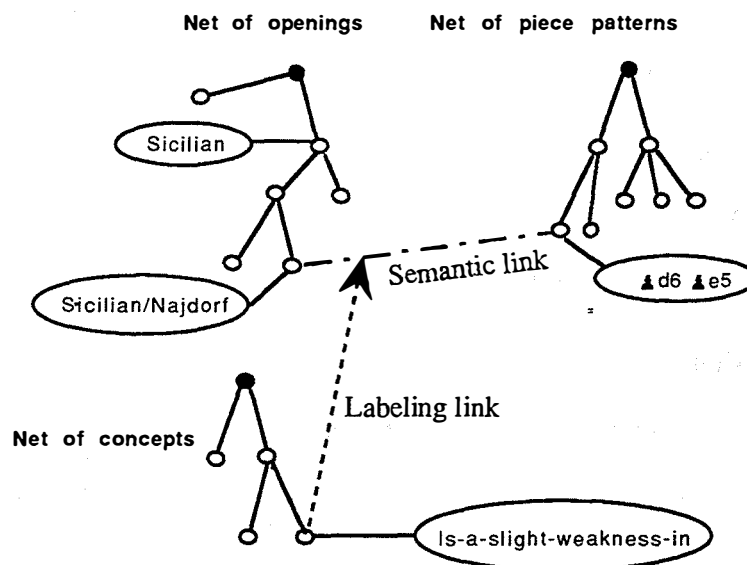 Net of openings
Net of piece patterns
Sicilian
Semantic link
Sicilian/Najdorf
♟d6 ♟e5
Labeling link
Net of concepts
Is-a-slight-weakness-in